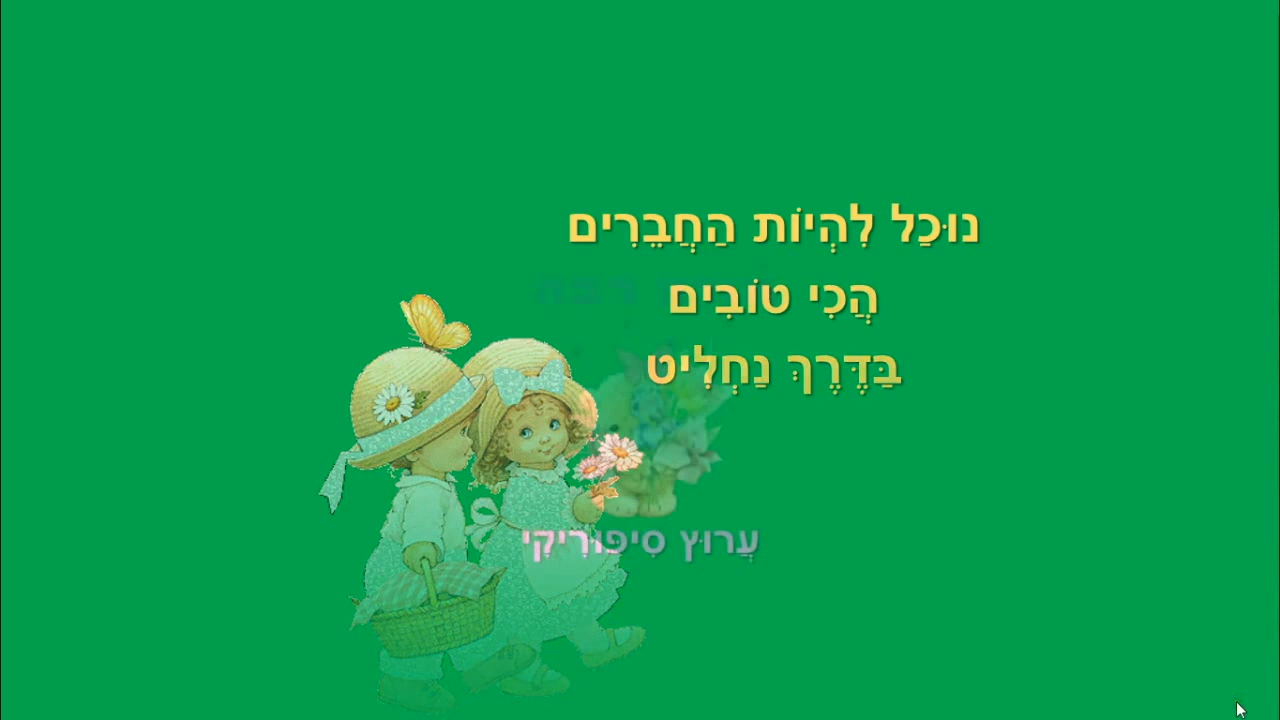 נוּכַל לִהְיוֹת הַחֲבֵרִים
הֲכִי טוֹבִים
בַּדֶּרֶךְ נַחְלִיט
עֲרוּץ סִיפּוּרִיקִי